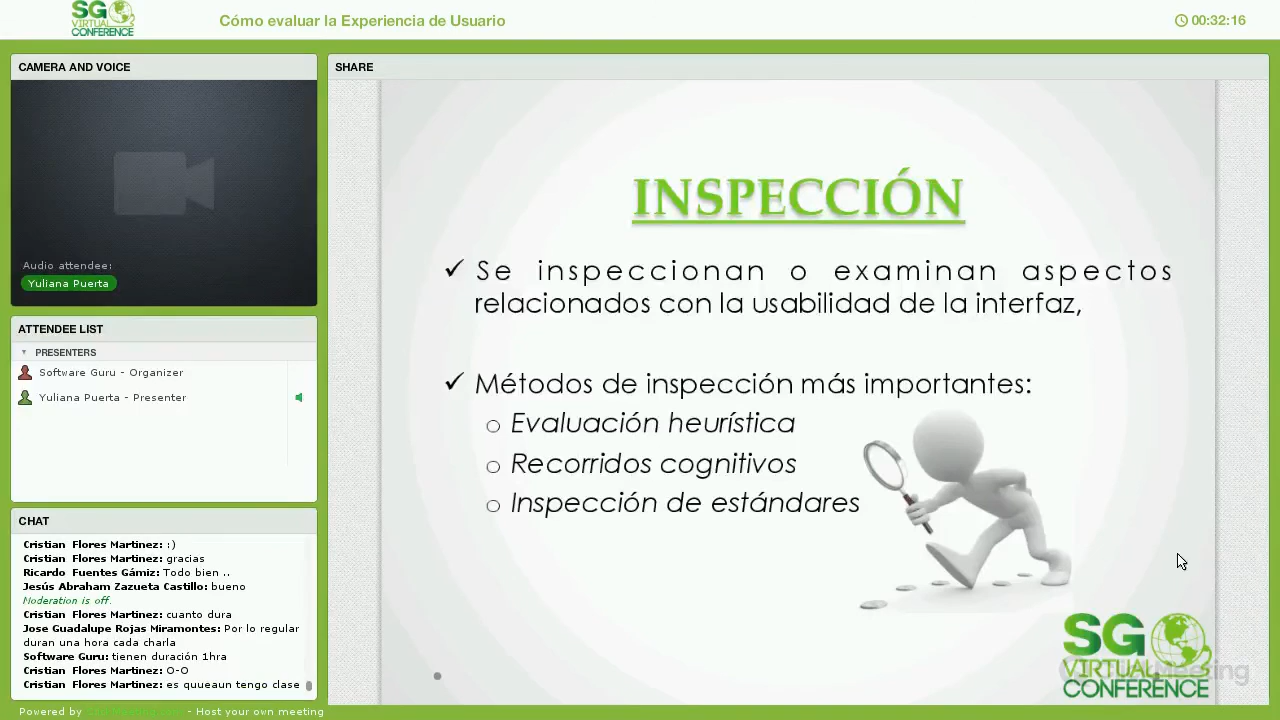 SG
VIRTUAL
CONFERENCE
Cómo evaluar la Experiencia de Usuario
00:32:16
CAMERA AND VOICE
Audio attendee:
Yuliana Puerta
ATTENDEE LIST
PRESENTERS
Software Guru - Organizer
Yuliana Puerta - Presenter
CHAT
Cristian Flores Martinez: :)
Cristian Flores Martinez: gracias
Ricardo Fuentes Gámiz: Todo bien ..
Jesús Abraham Zazueta Castillo: bueno
Moderation is off.
Cristian Flores Martinez: cuanto dura
Jose Guadalupe Rojas Miramontes: Por lo regular
duran una hora cada charla
Software Guru: tienen duración 1hra
Cristian Flores Martinez: O-O
Cristian Flores Martinez: es quueaun tengo clase
Powered by - Host your own meeting
SHARE
INSPECCIÓN
✓ Se inspeccionan o examinan aspectos
relacionados con la usabilidad de la interfaz,
✓ Métodos de inspección más importantes:
o Evaluación heurística
o Recorridos cognitivos
o Inspección de estándares
SG
VIRTUAL
CONFERENCE